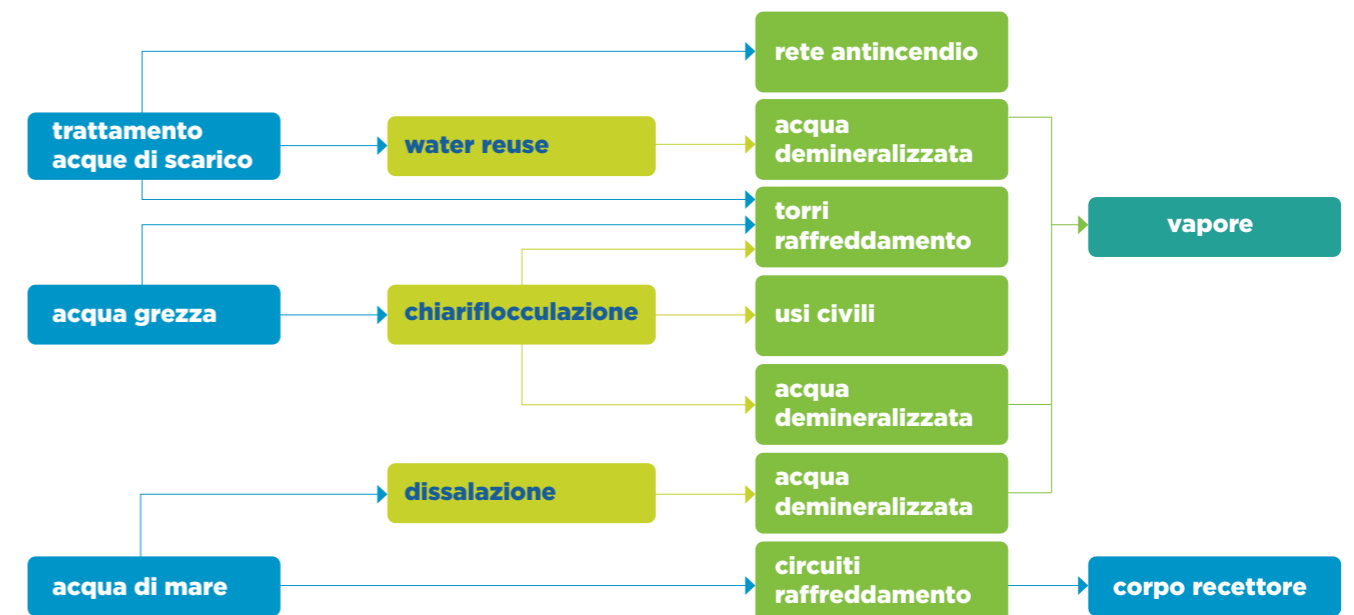 rete antincendio
trattamento
acque di scarico
water reuse
acqua
demineralizzata
torri
raffreddamento
vapore
acqua grezza
chiariflocculazione
usi civili
acqua
demineralizzata
dissalazione
acqua
demineralizzata
acqua di mare
circuiti
raffreddamento
corpo recettore